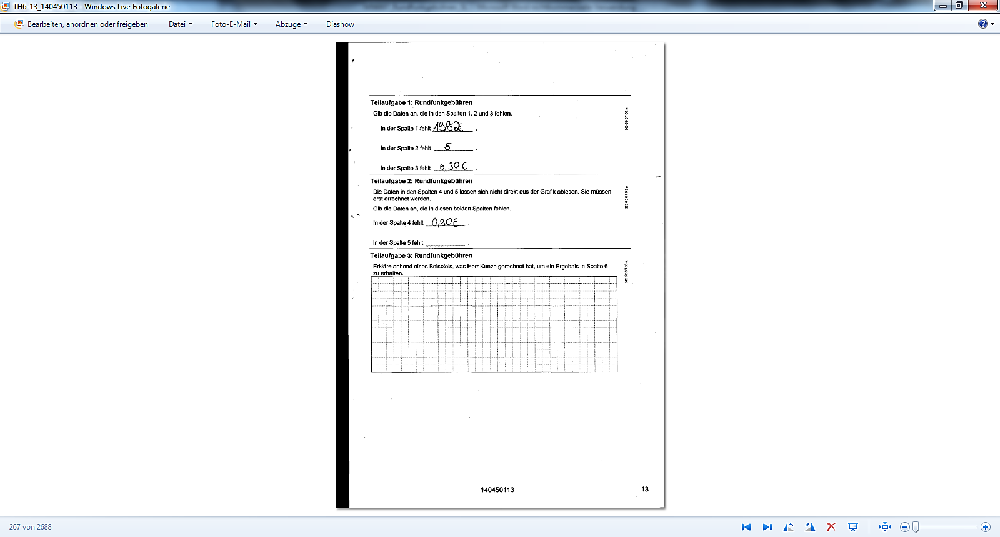 TH6-13_140450113 - Windows Live Fotogalerie
Bearbeiten, anordnen oder freigeben Datei Foto-E-Mail Abzüge Diashow
Teilaufgabe 1: Rundfunkgebühren
Gib die Daten an, die in den Spalten 1, 2 und 3 fehlen.
M5600701a
In der Spalte 1 fehlt 1992 .
In der Spalte 2 fehlt 5 .
In der Spalte 3 fehlt 6,30€ .
Teilaufgabe 2: Rundfunkgebühren
Die Daten in den Spalten 4 und 5 lassen sich nicht direkt aus der Grafik ablesen. Sie müssen
erst errechnet werden.
M5600702a
Gib die Daten an, die in diesen beiden Spalten fehlen.
In der Spalte 4 fehlt 0,90€ .
In der Spalte 5 fehlt .
Teilaufgabe 3: Rundfunkgebühren
Erkläre anhand eines Beispiels, was Herr Kunze gerechnet hat, um ein Ergebnis in Spalte 6
zu erhalten.
M5600703a
140450113 13
267 von 2688